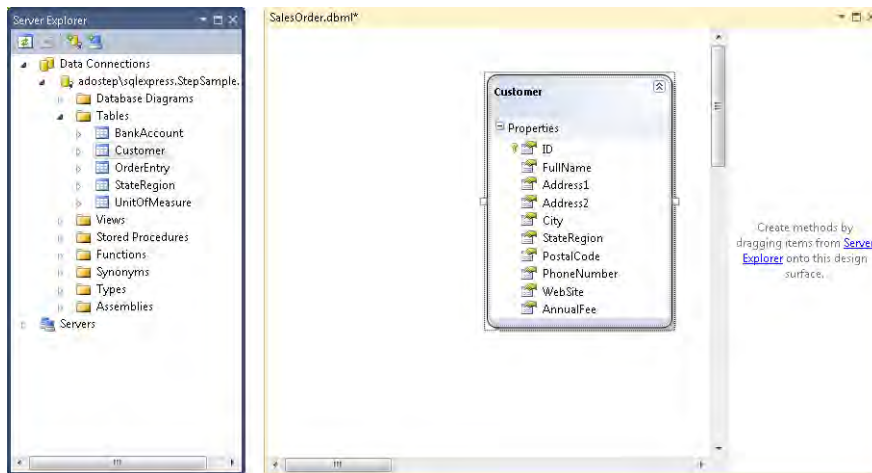 Server Explorer
Data Connections
adostep\sqlexpress.StepSample.
Database Diagrams
Tables
BankAccount
Customer
OrderEntry
StateRegion
UnitOfMeasure
Views
Stored Procedures
Functions
Synonyms
Types
Assemblies
Servers
SalesOrder.dbml*
Customer
Properties
ID
FullName
Address1
Address2
City
StateRegion
PostalCode
PhoneNumber
WebSite
AnnualFee
Create methods by
dragging items from Server
Explorer onto this design
surface.